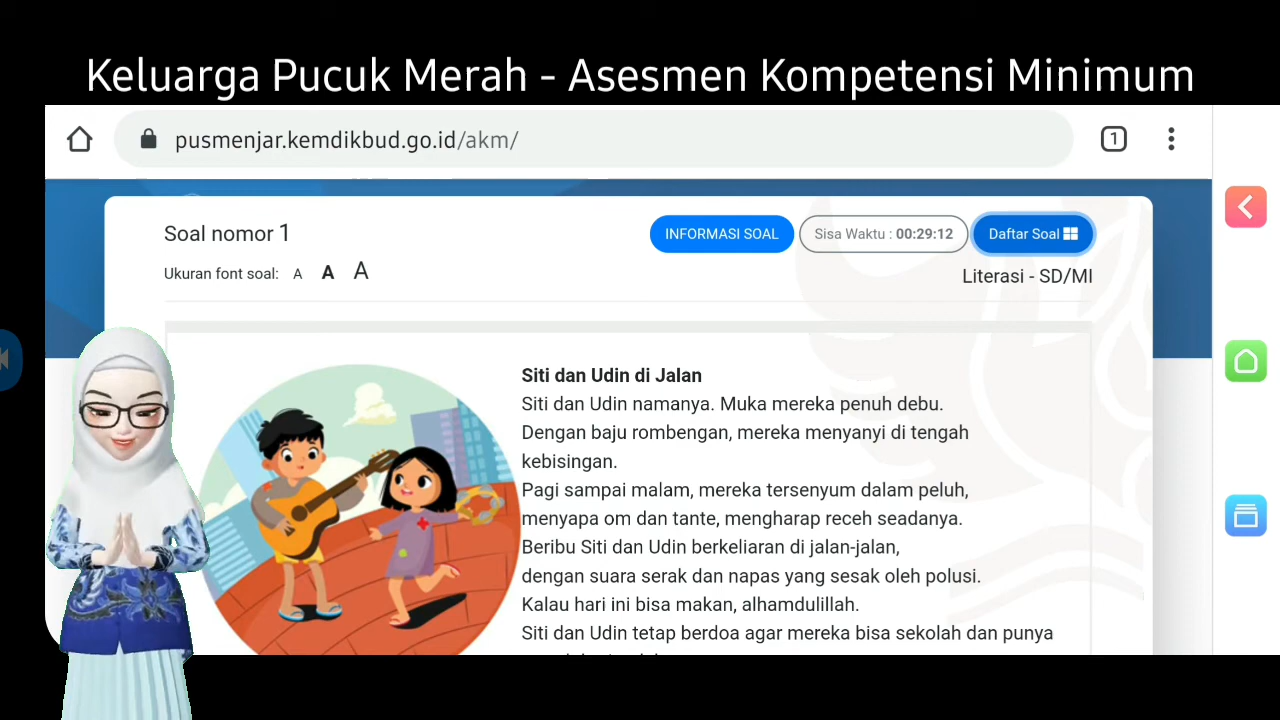 Keluarga Pucuk Merah - Asesmen Kompetensi Minimum
pusmenjar.kemdikbud.go.id/akm/
1
Soal nomor 1
INFORMASI SOAL
Sisa Waktu : 00:29:12
Daftar Soal
Ukuran font soal: A A A
Literasi - SD/MI
Siti dan Udin di Jalan
Siti dan Udin namanya. Muka mereka penuh debu.
Dengan baju rombengan, mereka menyanyi di tengah
kebisingan.
Pagi sampai malam, mereka tersenyum dalam peluh,
menyapa om dan tante, mengharap receh seadanya.
Beribu Siti dan Udin berkeliaran di jalan-jalan,
dengan suara serak dan napas yang sesak oleh polusi.
Kalau hari ini bisa makan, alhamdulillah.
Siti dan Udin tetap berdoa agar mereka bisa sekolah dan punya